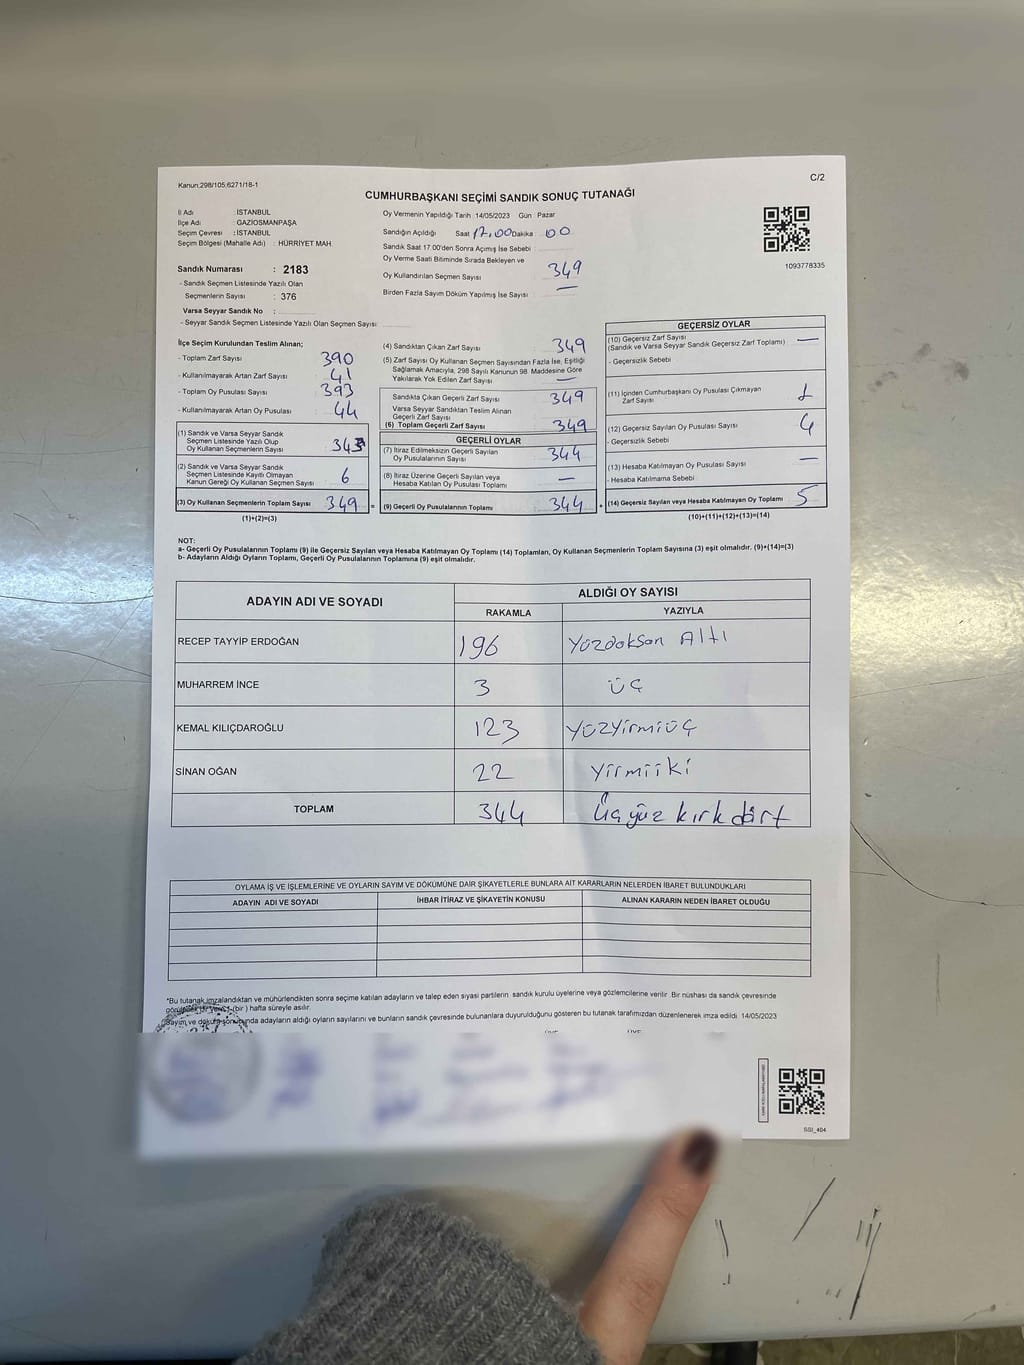 Kanun;298/105;6271/18-1
C/2
CUMHURBAŞKANI SEÇİMİ SANDIK SONUÇ TUTANAĞI
İl Adı : İSTANBUL
İlçe Adı : GAZİOSMANPAŞA
Seçim Çevresi : İSTANBUL
Seçim Bölgesi (Mahalle Adı) : HÜRRİYET MAH.
Oy Vermenin Yapıldığı Tarih 14/05/2023 Gün Pazar
Sandığın Açıldığı Saat 17.00 Dakika 00
Sandık Saat 17.00'den Sonra Açımış İse Sebebi
Oy Verme Saati Bitiminde Sırada Bekleyen ve
Oy Kullandırılan Seçmen Sayısı 349
Birden Fazla Sayım Döküm Yapılmış İse Sayısı —
1093778335
Sandık Numarası : 2183
- Sandık Seçmen Listesinde Yazılı Olan
Seçmenlerin Sayısı : 376
Varsa Seyyar Sandık No :
- Seyyar Sandık Seçmen Listesinde Yazılı Olan Seçmen Sayısı
İlçe Seçim Kurulundan Teslim Alınan;
- Toplam Zarf Sayısı 390
- Kullanılmayarak Artan Zarf Sayısı 41
- Toplam Oy Pusulası Sayısı 393
- Kullanılmayarak Artan Oy Pusulası 44
(1) Sandık ve Varsa Seyyar Sandık
Seçmen Listesinde Yazılı Olup
Oy Kullanan Seçmenlerin Sayısı
(2) Sandık ve Varsa Seyyar Sandık
Seçmen Listesinde Kayıtlı Olmayan
Kanun Gereği Oy Kullanan Seçmen Sayısı 6
(3) Oy Kullanan Seçmenlerin Toplam Sayısı 349 =
(1)+(2)=(3)
(4) Sandıktan Çıkan Zarf Sayısı 349
(5) Zarf Sayısı Oy Kullanan Seçmen Sayısından Fazla İse, Eşitliği
Sağlamak Amacıyla, 298 Sayılı Kanunun 98. Maddesine Göre
Yakılarak Yok Edilen Zarf Sayısı —
Sandıkta Çıkan Geçerli Zarf Sayısı 349
Varsa Seyyar Sandıktan Teslim Alınan
Geçerli Zarf Sayısı
(6) Toplam Geçerli Zarf Sayısı 349
GEÇERLİ OYLAR
(7) İtiraz Edilmeksizin Geçerli Sayılan
Oy Pusulalarının Sayısı 344
(8) İtiraz Üzerine Geçerli Sayılan veya
Hesaba Katılan Oy Pusulası Toplamı —
(9) Geçerli Oy Pusulalarının Toplamı 344 +
GEÇERSİZ OYLAR
(10) Geçersiz Zarf Sayısı
(Sandık ve Varsa Seyyar Sandık Geçersiz Zarf Toplamı) —
- Geçersizlik Sebebi
(11) İçinden Cumhurbaşkanı Oy Pusulası Çıkmayan
Zarf Sayısı 1
(12) Geçersiz Sayılan Oy Pusulası Sayısı 4
- Geçersizlik Sebebi
(13) Hesaba Katılmayan Oy Pusulası Sayısı —
- Hesaba Katılmama Sebebi
(14) Geçersiz Sayılan veya Hesaba Katılmayan Oy Toplamı 5
(10)+(11)+(12)+(13)=(14)
NOT:
a- Geçerli Oy Pusulalarının Toplamı (9) ile Geçersiz Sayılan veya Hesaba Katılmayan Oy Toplamı (14) Toplamları, Oy Kullanan Seçmenlerin Toplam Sayısına (3) eşit olmalıdır. (9)+(14)=(3)
b- Adayların Aldığı Oyların Toplamı, Geçerli Oy Pusulalarının Toplamına (9) eşit olmalıdır.
ADAYIN ADI VE SOYADI
ALDIĞI OY SAYISI
RAKAMLA YAZIYLA
RECEP TAYYİP ERDOĞAN 196 Yüzdoksan Altı
MUHARREM İNCE 3 üç
KEMAL KILIÇDAROĞLU 123 yüzyirmiüç
SİNAN OĞAN 22 yirmiiki
TOPLAM 344 Üçyüz kırk dört
OYLAMA İŞ VE İŞLEMLERİNE VE OYLARIN SAYIM VE DÖKÜMÜNE DAİR ŞİKAYETLERLE BUNLARA AİT KARARLARIN NELERDEN İBARET BULUNDUKLARI
ADAYIN ADI VE SOYADI İHBAR İTİRAZ VE ŞİKAYETİN KONUSU ALINAN KARARIN NEDEN İBARET OLDUĞU
*Bu tutanak imzalandıktan ve mühürlendikten sonra seçime katılan adayların ve talep eden siyasi partilerin sandık kurulu üyelerine veya gözlemcilerine verilir .Bir nüshası da sandık çevresinde
(bir) hafta süreyle asılır.
Sayım ve döküm sonucunda adayların aldığı oyların sayılarını ve bunların sandık çevresinde bulunanlara duyurulduğunu gösteren bu tutanak tarafımızdan düzenlenerek imza edildi. 14/05/2023
SSI_404